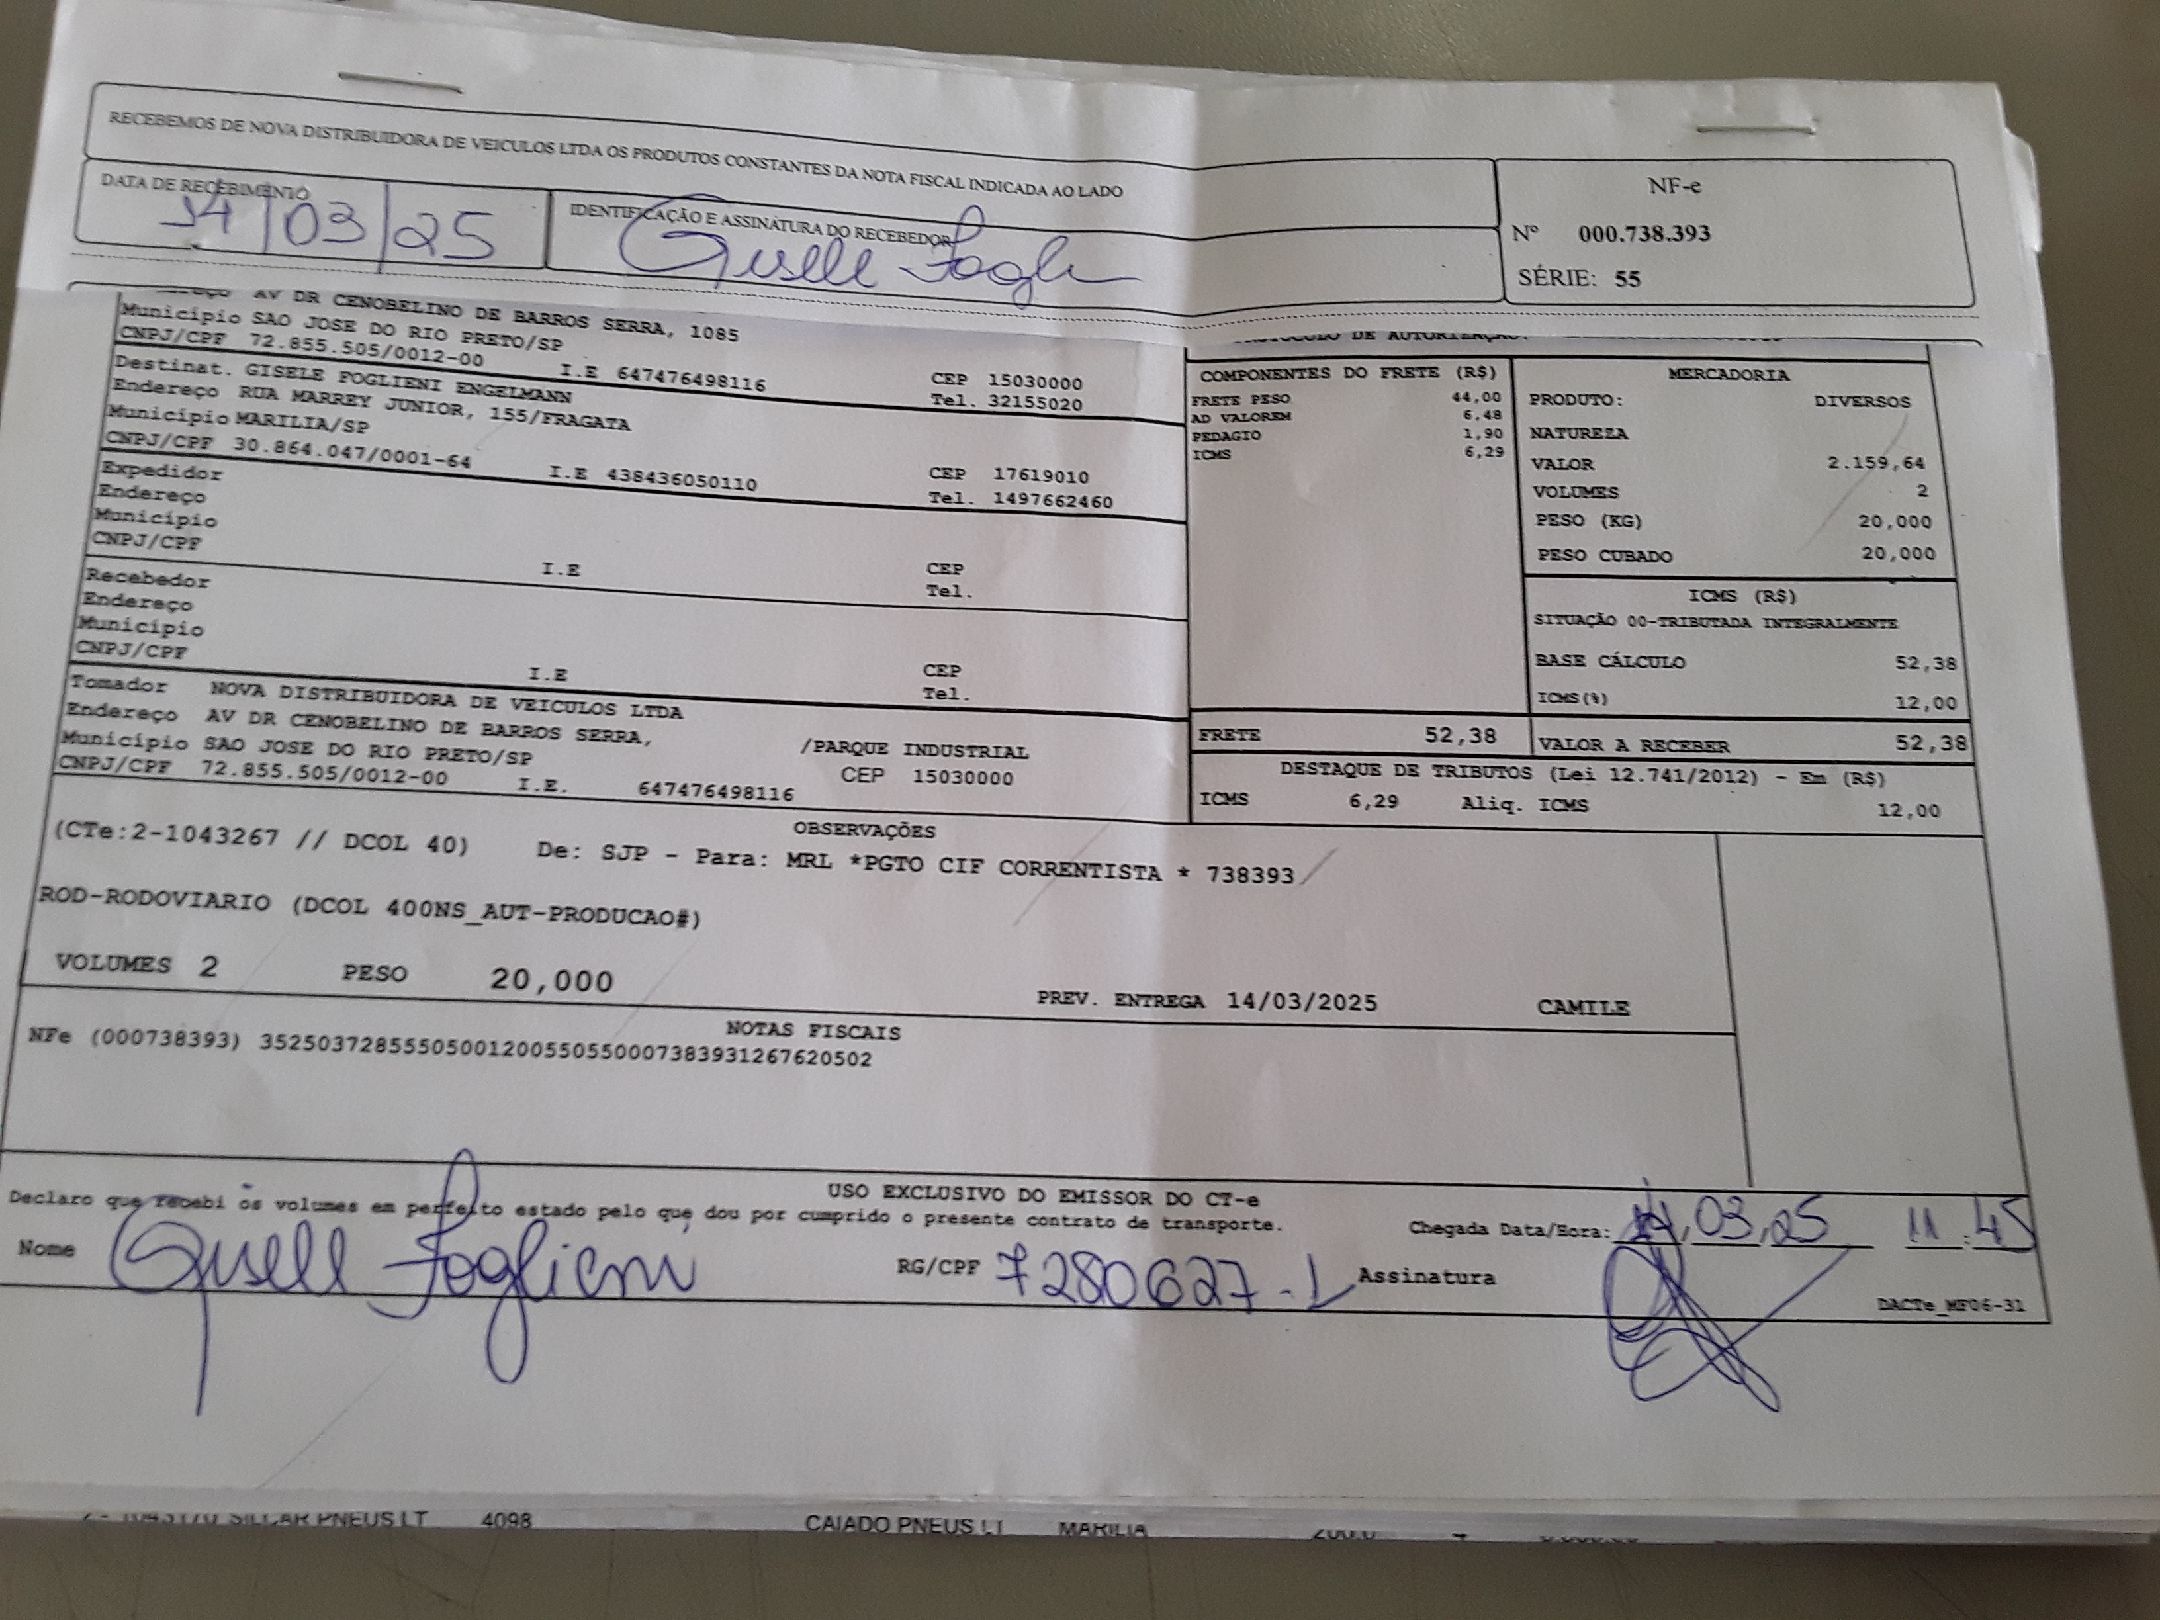 RECEBEMOS DE NOVA DISTRIBUIDORA DE VEICULOS LTDA OS PRODUTOS CONSTANTES DA NOTA FISCAL INDICADA AO LADO
DATA DE RECEBIMENTO
14/03/25
IDENTIFICAÇÃO E ASSINATURA DO RECEBEDOR
NF-e
Nº 000.738.393
SÉRIE: 55
AV DR CENOBELINO DE BARROS SERRA, 1085
Município SAO JOSE DO RIO PRETO/SP
CNPJ/CPF 72.855.505/0012-00 I.E 647476498116 CEP 15030000
Tel. 32155020
Destinat. GISELE FOGLIENI ENGELMANN
Endereço RUA MARREY JUNIOR, 155/FRAGATA
Município MARILIA/SP CEP 17619010
CNPJ/CPF 30.864.047/0001-64 I.E 438436050110 Tel. 1497662460
Expedidor
Endereço
Município CEP
CNPJ/CPF I.E Tel.
Recebedor
Endereço
Município CEP
CNPJ/CPF I.E Tel.
Tomador NOVA DISTRIBUIDORA DE VEICULOS LTDA
Endereço AV DR CENOBELINO DE BARROS SERRA, /PARQUE INDUSTRIAL
Município SAO JOSE DO RIO PRETO/SP CEP 15030000
CNPJ/CPF 72.855.505/0012-00 I.E. 647476498116
PROTOCOLO DE AUTORIZAÇÃO:
COMPONENTES DO FRETE (R$)
FRETE PESO 44,00
AD VALOREM 6,48
PEDAGIO 1,90
ICMS 6,29
FRETE 52,38
MERCADORIA
PRODUTO: DIVERSOS
NATUREZA
VALOR 2.159,64
VOLUMES 2
PESO (KG) 20,000
PESO CUBADO 20,000
ICMS (R$)
SITUAÇÃO 00-TRIBUTADA INTEGRALMENTE
BASE CÁLCULO 52,38
ICMS(%) 12,00
VALOR A RECEBER 52,38
DESTAQUE DE TRIBUTOS (Lei 12.741/2012) - Em (R$)
ICMS 6,29 Aliq. ICMS 12,00
OBSERVAÇÕES
(CTe:2-1043267 // DCOL 40) De: SJP - Para: MRL *PGTO CIF CORRENTISTA * 738393
ROD-RODOVIARIO (DCOL 400NS_AUT-PRODUCAO#)
VOLUMES 2 PESO 20,000 PREV. ENTREGA 14/03/2025 CAMILE
NOTAS FISCAIS
NFe (000738393) 35250372855505001200550550007383931267620502
USO EXCLUSIVO DO EMISSOR DO CT-e
Declaro que recebi os volumes em perfeito estado pelo que dou por cumprido o presente contrato de transporte.
Chegada Data/Hora: 14.03.25 11:45
Nome Gisele Foglieni RG/CPF 7280627-1 Assinatura
DACTe_MF06-31
4098 CAIADO PNEUS LT MARILIA